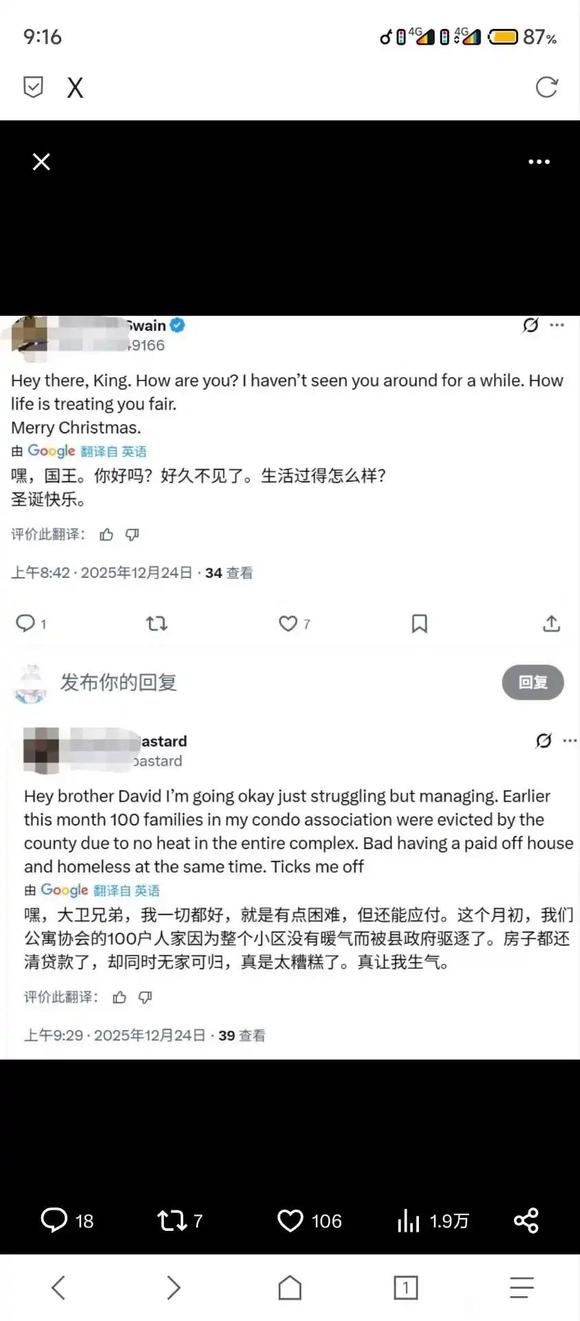 9:16
4G 4G 87%
X
Swain
9166
Hey there, King. How are you? I haven't seen you around for a while. How
life is treating you fair.
Merry Christmas.
由 Google 翻译自 英语
嘿，国王。你好吗？好久不见了。生活过得怎么样？
圣诞快乐。
评价此翻译：
上午8:42 · 2025年12月24日 · 34 查看
1 7
发布你的回复 回复
astard
bastard
Hey brother David I'm going okay just struggling but managing. Earlier
this month 100 families in my condo association were evicted by the
county due to no heat in the entire complex. Bad having a paid off house
and homeless at the same time. Ticks me off
由 Google 翻译自 英语
嘿，大卫兄弟，我一切都好，就是有点困难，但还能应付。这个月初，我们
公寓协会的100户人家因为整个小区没有暖气而被县政府驱逐了。房子都还
清贷款了，却同时无家可归，真是太糟糕了。真让我生气。
评价此翻译：
上午9:29 · 2025年12月24日 · 39 查看
18 7 106 1.9万
1